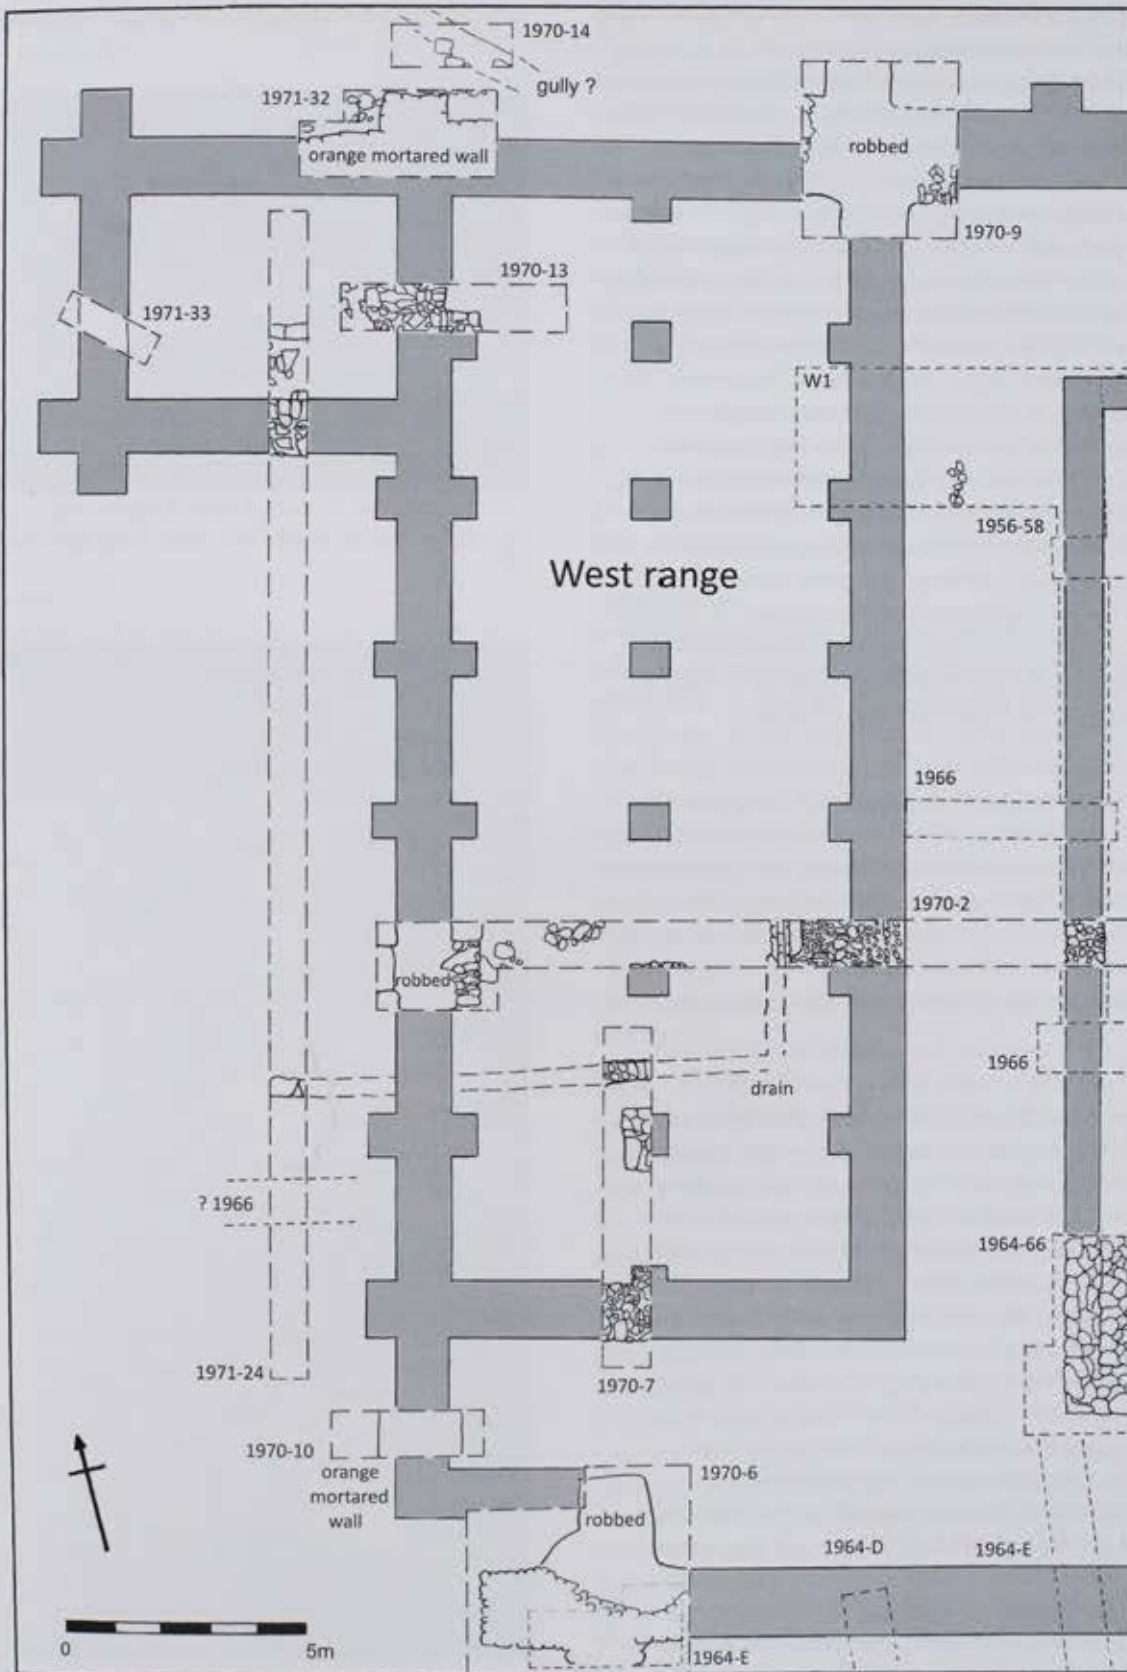 1970-14
gully ?
1971-32
orange mortared wall
robbed
1970-9
1970-13
1971-33
W1
1956-58
West range
1966
1970-2
robbed
1966
drain
? 1966
1964-66
1971-24
1970-7
1970-10
orange
mortared
wall
1970-6
robbed
1964-D
1964-E
0
5m
1964-E